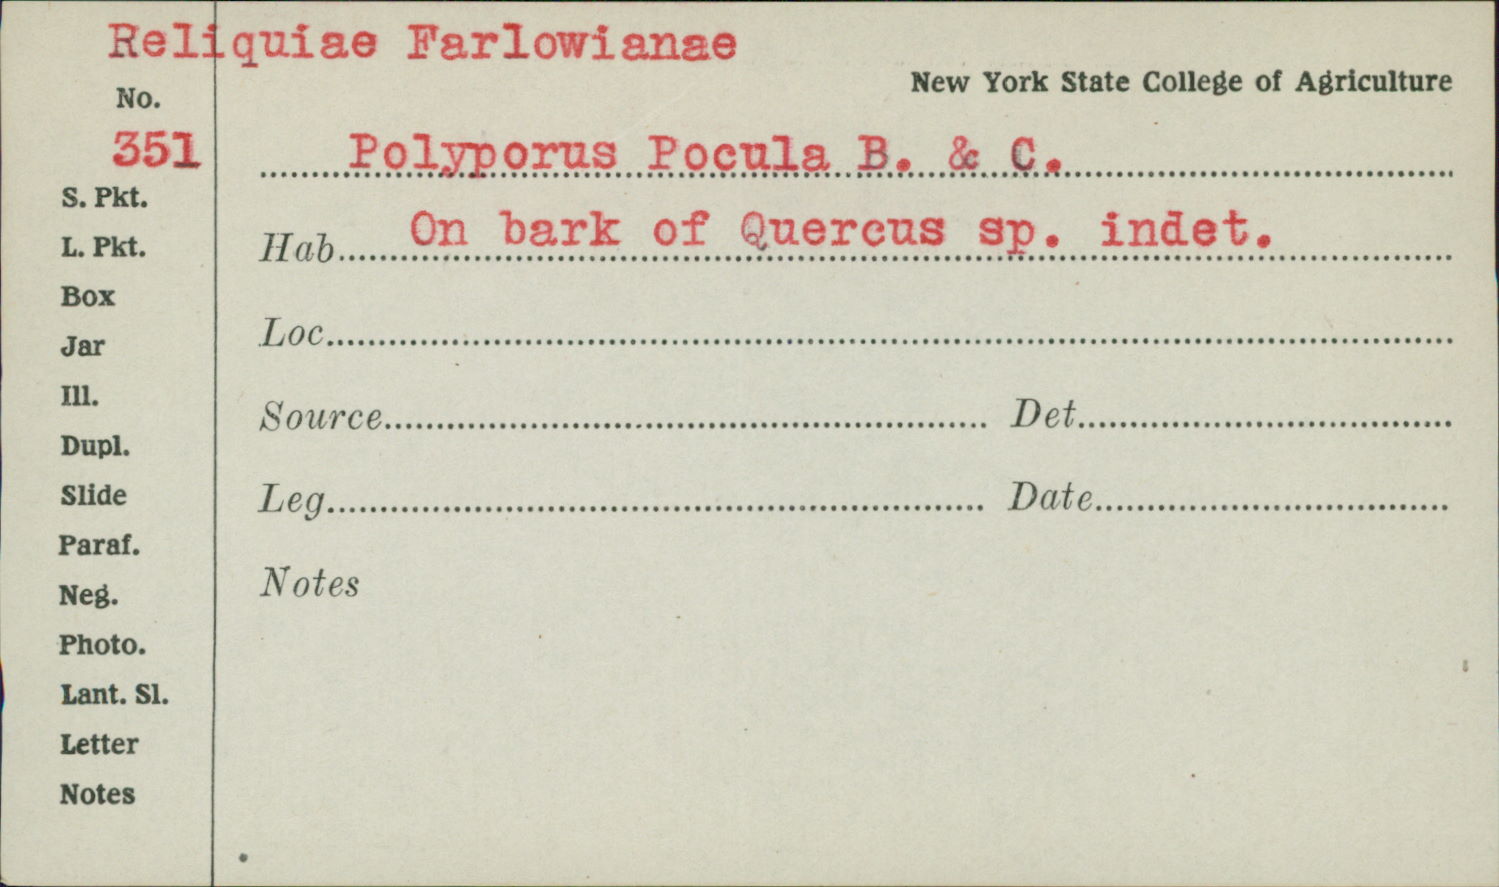 Reliquiae Farlowianae
New York State College of Agriculture
No.
351
Polyporus Pocula B. & C.
S. Pkt.
L. Pkt.
Hab. On bark of Quercus sp. indet.
Box
Jar
Loc.
Ill.
Source Det.
Dupl.
Slide
Leg. Date
Paraf.
Neg.
Notes
Photo.
Lant. Sl.
Letter
Notes